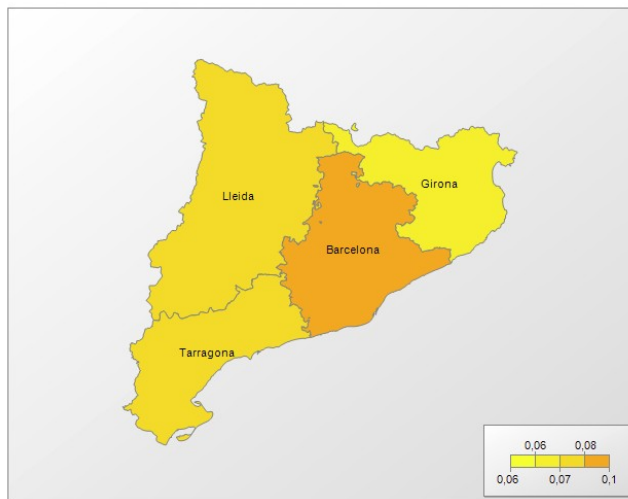 Girona
Lleida
Barcelona
Tarragona
0,06 0,08
0,06 0,07 0,1